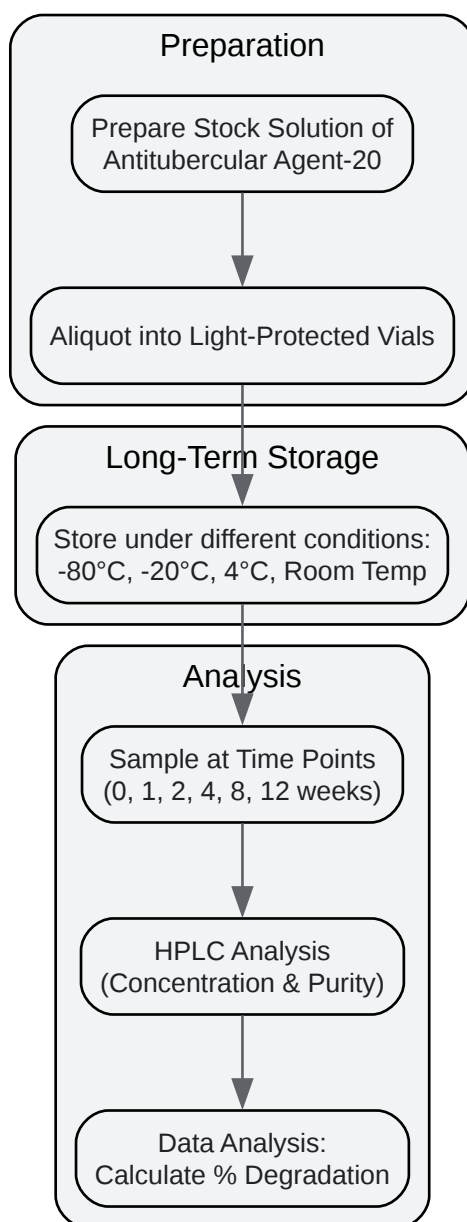 Preparation
Prepare Stock Solution of
Antitubercular Agent-20
Aliquot into Light-Protected Vials
Long-Term Storage
Store under different conditions:
-80°C, -20°C, 4°C, Room Temp
Analysis
Sample at Time Points
(0, 1, 2, 4, 8, 12 weeks)
HPLC Analysis
(Concentration & Purity)
Data Analysis:
Calculate % Degradation